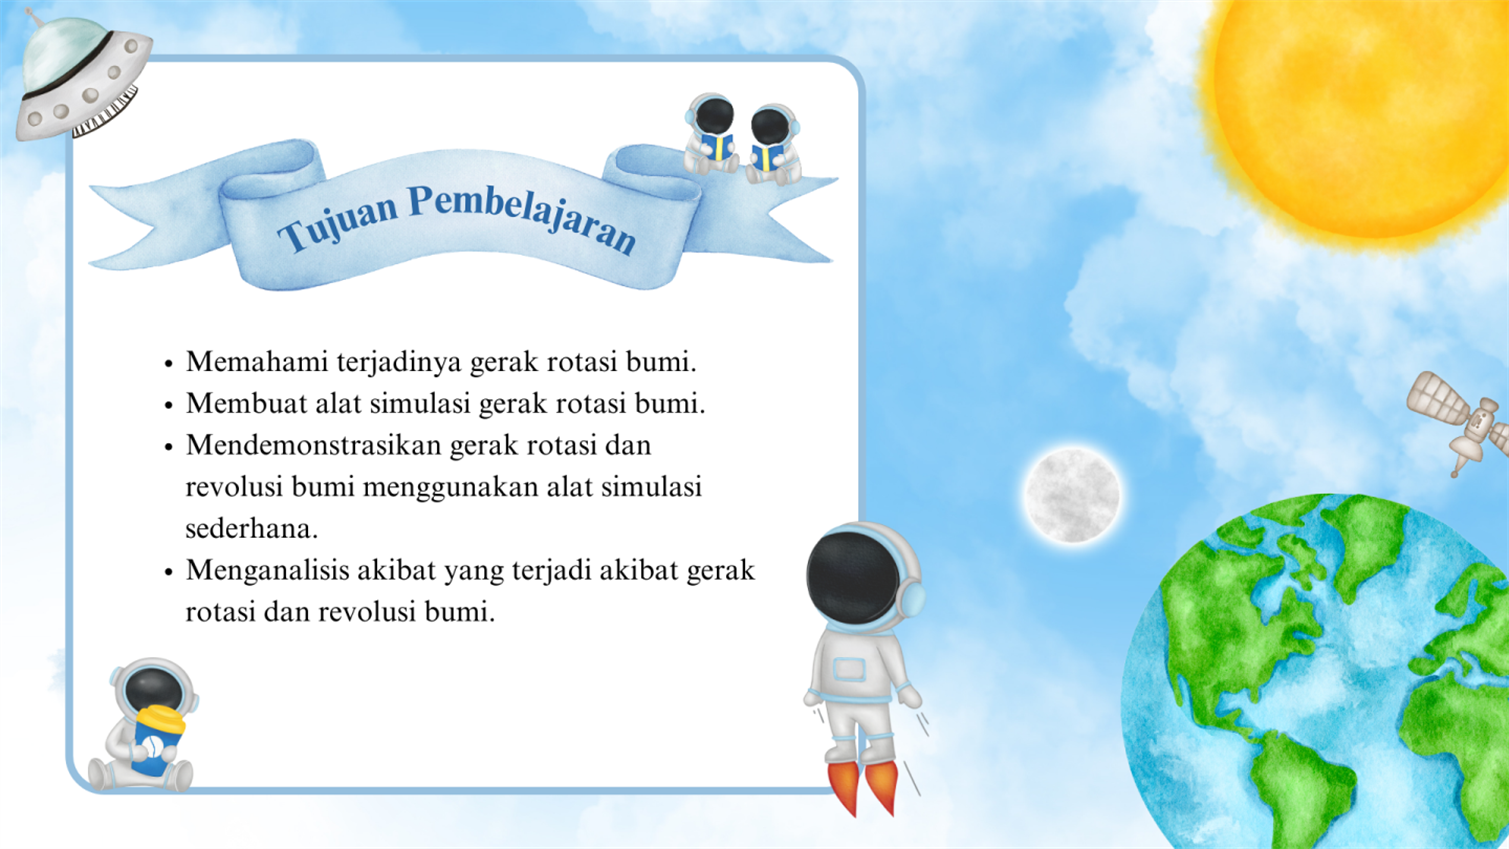 Tujuan Pembelajaran
• Memahami terjadinya gerak rotasi bumi.
• Membuat alat simulasi gerak rotasi bumi.
• Mendemonstrasikan gerak rotasi dan
revolusi bumi menggunakan alat simulasi
sederhana.
• Menganalisis akibat yang terjadi akibat gerak
rotasi dan revolusi bumi.